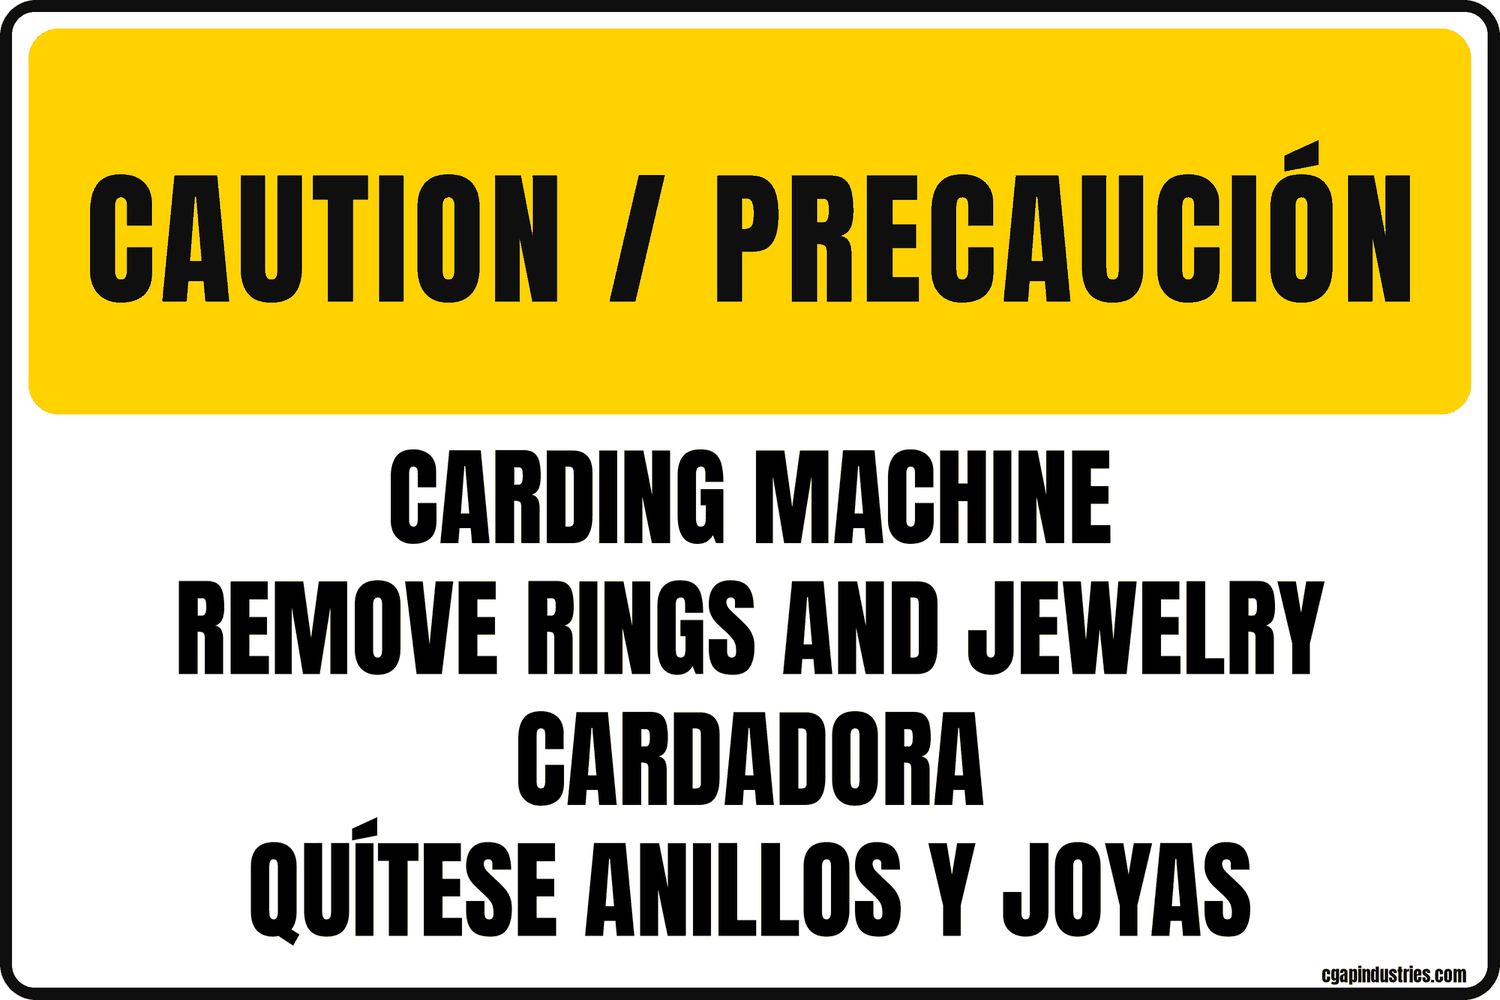 CAUTION / PRECAUCIÓN
CARDING MACHINE
REMOVE RINGS AND JEWELRY
CARDADORA
QUÍTESE ANILLOS Y JOYAS
cgapindustries.com